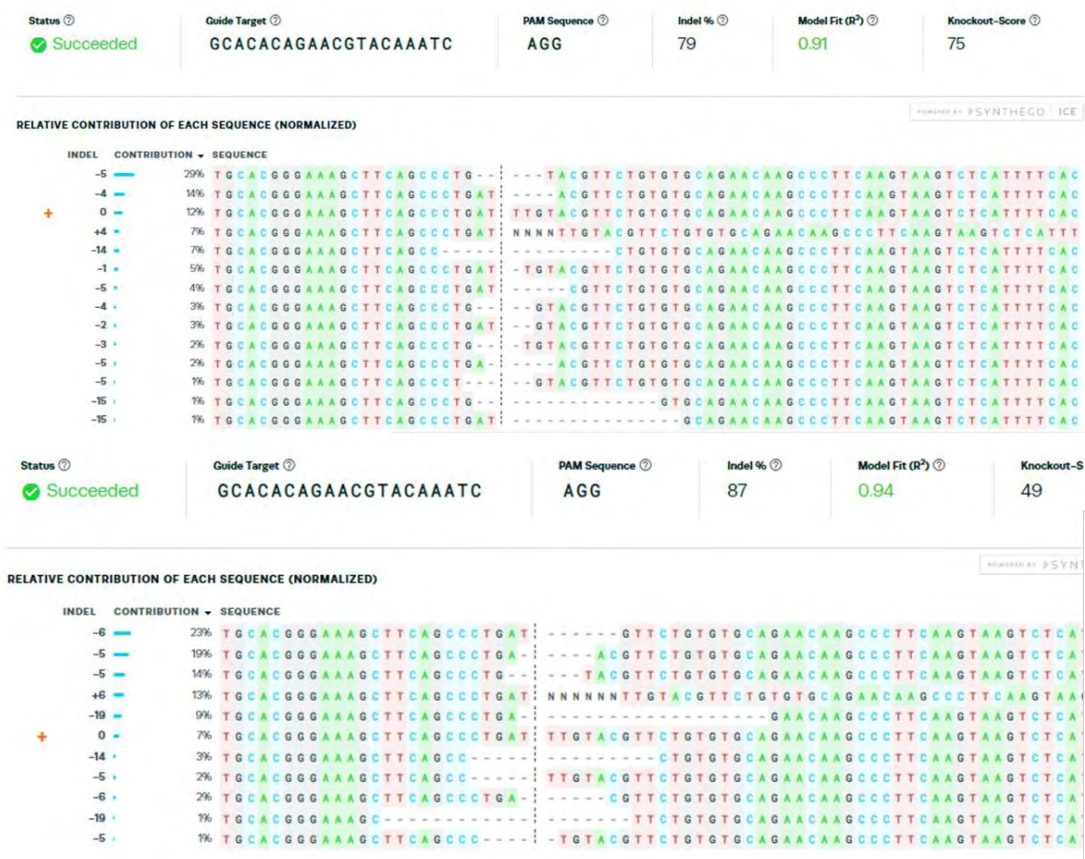 Status ? Guide Target ? PAM Sequence ? Indel % ? Model Fit (R²) ? Knockout-Score ?
Succeeded GCACACAGAACGTACAAATC AGG 79 0.91 75
POWERED BY SYNTHEGO ICE
RELATIVE CONTRIBUTION OF EACH SEQUENCE (NORMALIZED)
INDEL CONTRIBUTION SEQUENCE
-5 29% TGCACGGGAAAGCTTCAGCCCTG-- ---TACGTTCTGTGTGCAGAACAAGCCCTTCAAGTAAGTCTCATTTTCAC
-4 14% TGCACGGGAAAGCTTCAGCCCTGAT ----ACGTTCTGTGTGCAGAACAAGCCCTTCAAGTAAGTCTCATTTTCAC
+ 0 12% TGCACGGGAAAGCTTCAGCCCTGAT TTGTACGTTCTGTGTGCAGAACAAGCCCTTCAAGTAAGTCTCATTTTCAC
+4 7% TGCACGGGAAAGCTTCAGCCCTGAT NNNNTTGTACGTTCTGTGTGCAGAACAAGCCCTTCAAGTAAGTCTCATTT
-14 7% TGCACGGGAAAGCTTCAGCC----- ---------CTGTGTGCAGAACAAGCCCTTCAAGTAAGTCTCATTTTCAC
-1 5% TGCACGGGAAAGCTTCAGCCCTGAT -TGTACGTTCTGTGTGCAGAACAAGCCCTTCAAGTAAGTCTCATTTTCAC
-5 4% TGCACGGGAAAGCTTCAGCCCTGAT -----CGTTCTGTGTGCAGAACAAGCCCTTCAAGTAAGTCTCATTTTCAC
-4 3% TGCACGGGAAAGCTTCAGCCCTG-- --GTACGTTCTGTGTGCAGAACAAGCCCTTCAAGTAAGTCTCATTTTCAC
-2 3% TGCACGGGAAAGCTTCAGCCCTGAT --GTACGTTCTGTGTGCAGAACAAGCCCTTCAAGTAAGTCTCATTTTCAC
-3 2% TGCACGGGAAAGCTTCAGCCCTG-- -TGTACGTTCTGTGTGCAGAACAAGCCCTTCAAGTAAGTCTCATTTTCAC
-5 2% TGCACGGGAAAGCTTCAGCCCTGA- ----ACGTTCTGTGTGCAGAACAAGCCCTTCAAGTAAGTCTCATTTTCAC
-5 1% TGCACGGGAAAGCTTCAGCCCT--- --GTACGTTCTGTGTGCAGAACAAGCCCTTCAAGTAAGTCTCATTTTCAC
-15 1% TGCACGGGAAAGCTTCAGCCCTG-- -------------GTGCAGAACAAGCCCTTCAAGTAAGTCTCATTTTCAC
-15 1% TGCACGGGAAAGCTTCAGCCCTGAT ---------------GCAGAACAAGCCCTTCAAGTAAGTCTCATTTTCAC
Status ? Guide Target ? PAM Sequence ? Indel % ? Model Fit (R²) ? Knockout-S
Succeeded GCACACAGAACGTACAAATC AGG 87 0.94 49
POWERED BY SYN
RELATIVE CONTRIBUTION OF EACH SEQUENCE (NORMALIZED)
INDEL CONTRIBUTION SEQUENCE
-6 23% TGCACGGGAAAGCTTCAGCCCTGAT ------GTTCTGTGTGCAGAACAAGCCCTTCAAGTAAGTCTCA
-5 19% TGCACGGGAAAGCTTCAGCCCTGA- ----ACGTTCTGTGTGCAGAACAAGCCCTTCAAGTAAGTCTCA
-5 14% TGCACGGGAAAGCTTCAGCCCTG-- ---TACGTTCTGTGTGCAGAACAAGCCCTTCAAGTAAGTCTCA
+6 13% TGCACGGGAAAGCTTCAGCCCTGAT NNNNNNTTGTACGTTCTGTGTGCAGAACAAGCCCTTCAAGTAA
-19 9% TGCACGGGAAAGCTTCAGCCCTGA- ------------------GAACAAGCCCTTCAAGTAAGTCTCA
+ 0 7% TGCACGGGAAAGCTTCAGCCCTGAT TTGTACGTTCTGTGTGCAGAACAAGCCCTTCAAGTAAGTCTCA
-14 3% TGCACGGGAAAGCTTCAGCC----- ---------CTGTGTGCAGAACAAGCCCTTCAAGTAAGTCTCA
-5 2% TGCACGGGAAAGCTTCAGCC----- TTGTACGTTCTGTGTGCAGAACAAGCCCTTCAAGTAAGTCTCA
-6 2% TGCACGGGAAAGCTTCAGCCCTGA- -----CGTTCTGTGTGCAGAACAAGCCCTTCAAGTAAGTCTCA
-19 1% TGCACGGGAAAGC------------ -------TTCTGTGTGCAGAACAAGCCCTTCAAGTAAGTCTCA
-5 1% TGCACGGGAAAGCTTCAGCCC---- -TGTACGTTCTGTGTGCAGAACAAGCCCTTCAAGTAAGTCTCA